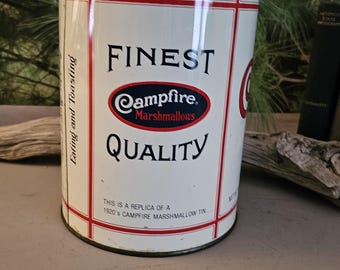 FINEST
Campfire
Marshmallows
QUALITY
THIS IS A REPLICA OF A
1920's CAMPFIRE MARSHMALLOW TIN...
Eating and Toasting